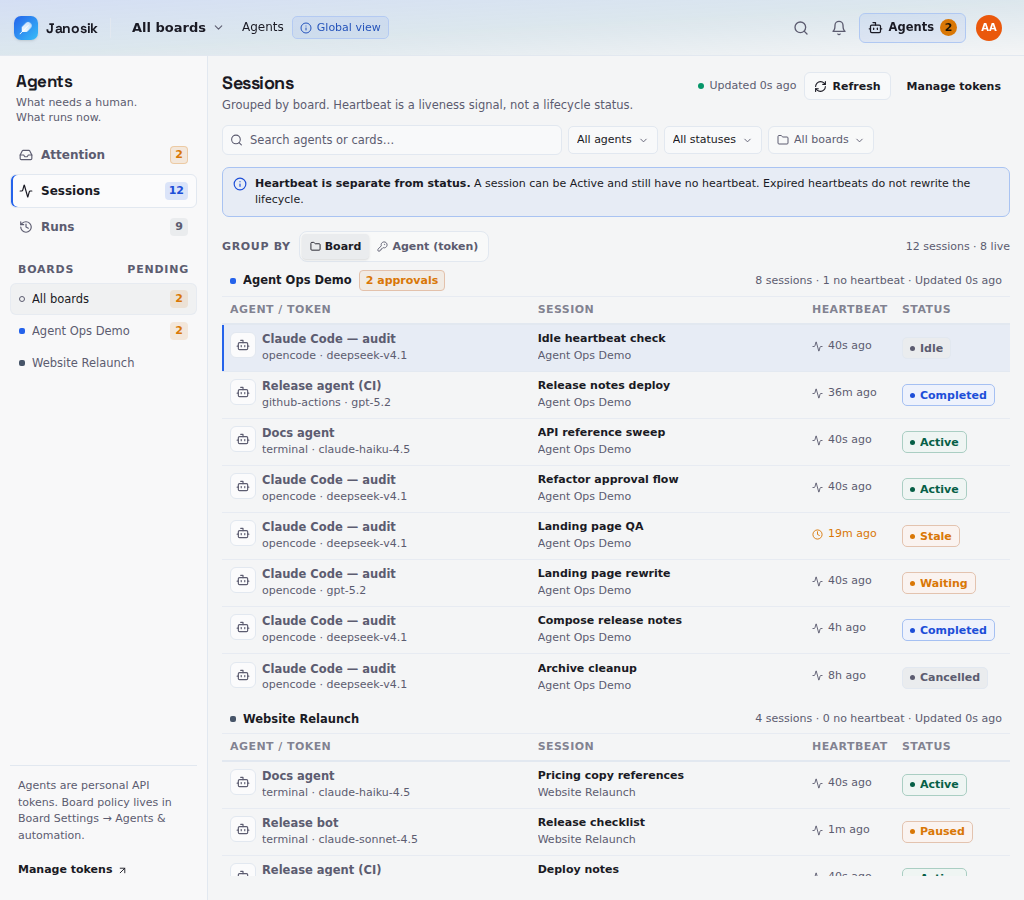 Janosik
All boards
Agents
Global view
Agents 2
AA
Agents
What needs a human.
What runs now.
Attention 2
Sessions 12
Runs 9
BOARDS PENDING
All boards 2
Agent Ops Demo 2
Website Relaunch
Agents are personal API
tokens. Board policy lives in
Board Settings → Agents &
automation.
Manage tokens
Sessions
Grouped by board. Heartbeat is a liveness signal, not a lifecycle status.
Updated 0s ago
Refresh
Manage tokens
Search agents or cards…
All agents
All statuses
All boards
Heartbeat is separate from status. A session can be Active and still have no heartbeat. Expired heartbeats do not rewrite the
lifecycle.
GROUP BY Board Agent (token)
12 sessions · 8 live
Agent Ops Demo 2 approvals
8 sessions · 1 no heartbeat · Updated 0s ago
AGENT / TOKEN SESSION HEARTBEAT STATUS
Claude Code — audit
opencode · deepseek-v4.1
Idle heartbeat check
Agent Ops Demo
40s ago
Idle
Release agent (CI)
github-actions · gpt-5.2
Release notes deploy
Agent Ops Demo
36m ago
Completed
Docs agent
terminal · claude-haiku-4.5
API reference sweep
Agent Ops Demo
40s ago
Active
Claude Code — audit
opencode · deepseek-v4.1
Refactor approval flow
Agent Ops Demo
40s ago
Active
Claude Code — audit
opencode · deepseek-v4.1
Landing page QA
Agent Ops Demo
19m ago
Stale
Claude Code — audit
opencode · gpt-5.2
Landing page rewrite
Agent Ops Demo
40s ago
Waiting
Claude Code — audit
opencode · deepseek-v4.1
Compose release notes
Agent Ops Demo
4h ago
Completed
Claude Code — audit
opencode · deepseek-v4.1
Archive cleanup
Agent Ops Demo
8h ago
Cancelled
Website Relaunch
4 sessions · 0 no heartbeat · Updated 0s ago
AGENT / TOKEN SESSION HEARTBEAT STATUS
Docs agent
terminal · claude-haiku-4.5
Pricing copy references
Website Relaunch
40s ago
Active
Release bot
terminal · claude-sonnet-4.5
Release checklist
Website Relaunch
1m ago
Paused
Release agent (CI)
Deploy notes